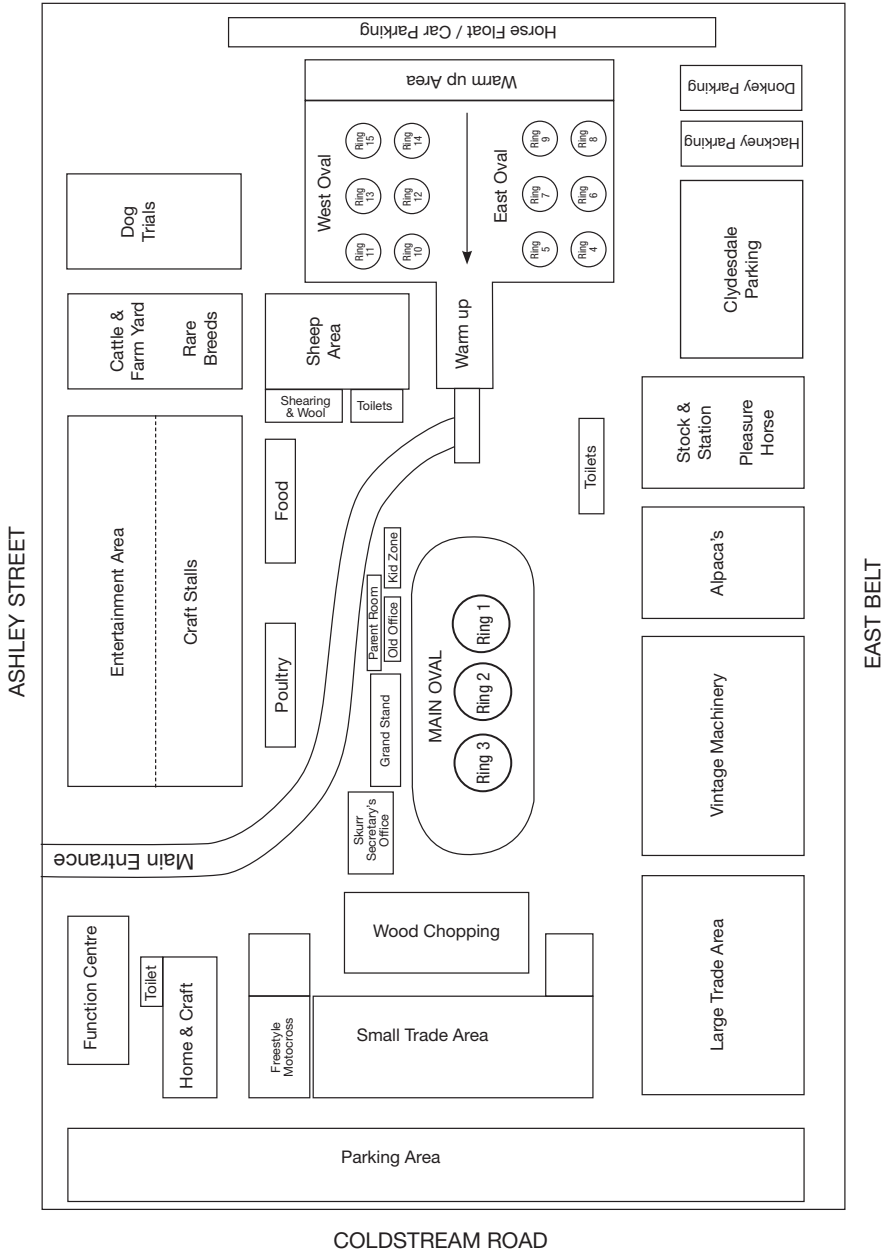 Horse Float / Car Parking
Warm up Area
Donkey Parking
Hackney Parking
West Oval
Ring
15
Ring
14
Ring
13
Ring
12
Ring
11
Ring
10
East Oval
Ring
9
Ring
8
Ring
7
Ring
6
Ring
5
Ring
4
Dog
Trials
Clydesdale
Parking
Cattle &
Farm Yard
Rare
Breeds
Sheep
Area
Warm up
Shearing
& Wool
Toilets
Stock &
Station
Pleasure
Horse
Toilets
Food
ASHLEY STREET
Entertainment Area
Craft Stalls
Kid Zone
Parent Room
Old Office
Alpaca's
EAST BELT
Poultry
Grand Stand
MAIN OVAL
Ring 1
Ring 2
Ring 3
Vintage Machinery
Skurr
Secretary's
Office
Main Entrance
Function Centre
Toilet
Home & Craft
Wood Chopping
Freestyle
Motocross
Small Trade Area
Large Trade Area
Parking Area
COLDSTREAM ROAD